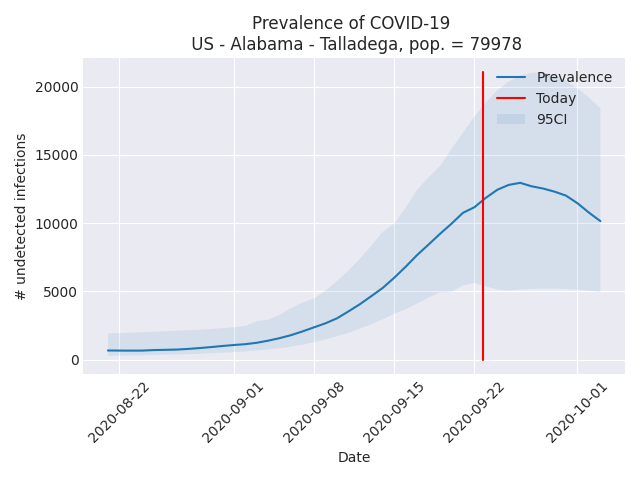 Prevalence of COVID-19
US - Alabama - Talladega, pop. = 79978
Prevalence
Today
95CI
20000
15000
10000
5000
0
# undetected infections
2020-08-22
2020-09-01
2020-09-08
2020-09-15
2020-09-22
2020-10-01
Date